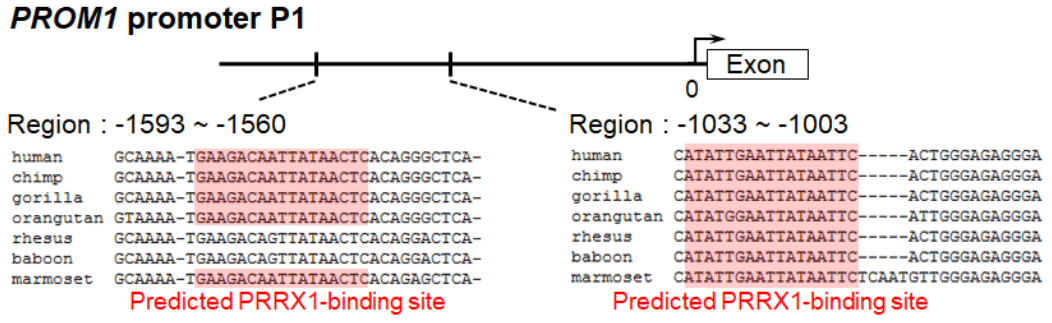 PROM1 promoter P1
Exon
0
Region : -1593 ~ -1560
human GCAAAA-TGAAGACAATTATAACTCACAGGGCTCA-
chimp GCAAAA-TGAAGACAATTATAACTCACAGGGCTCA-
gorilla GCAAAA-TGAAGACAATTATAACTCACAGGGCTCA-
orangutan GTAAAA-TGAAGACAATTATAACTCACAGGGCTCA-
rhesus GCAAAA-TGAAGACAGTTATAACTCACAGGACTCA-
baboon GCAAAA-TGAAGACAGTTATAACTCACAGGACTCA-
marmoset GCAAAA-TGAAGACAATTATAACTCACAGAGCTCA-
Predicted PRRX1-binding site
Region : -1033 ~ -1003
human CATATTGAATTATAATTC-----ACTGGGAGAGGGA
chimp CATATTGAATTATAATTC-----ACTGGGAGAGGGA
gorilla CATATTGAATTATAATTC-----ACTGGGAGAGGGA
orangutan CATATGGAATTATAATTC-----ATTGGGAGAGGGA
rhesus CATATTGAATTATAATTC-----ACTGGGAGAGGGA
baboon CATATTGAATTATAATTC-----ACTGGGAGAGGGA
marmoset CATATTGAATTATAATTCTCAATGTTGGGAGAGGGA
Predicted PRRX1-binding site